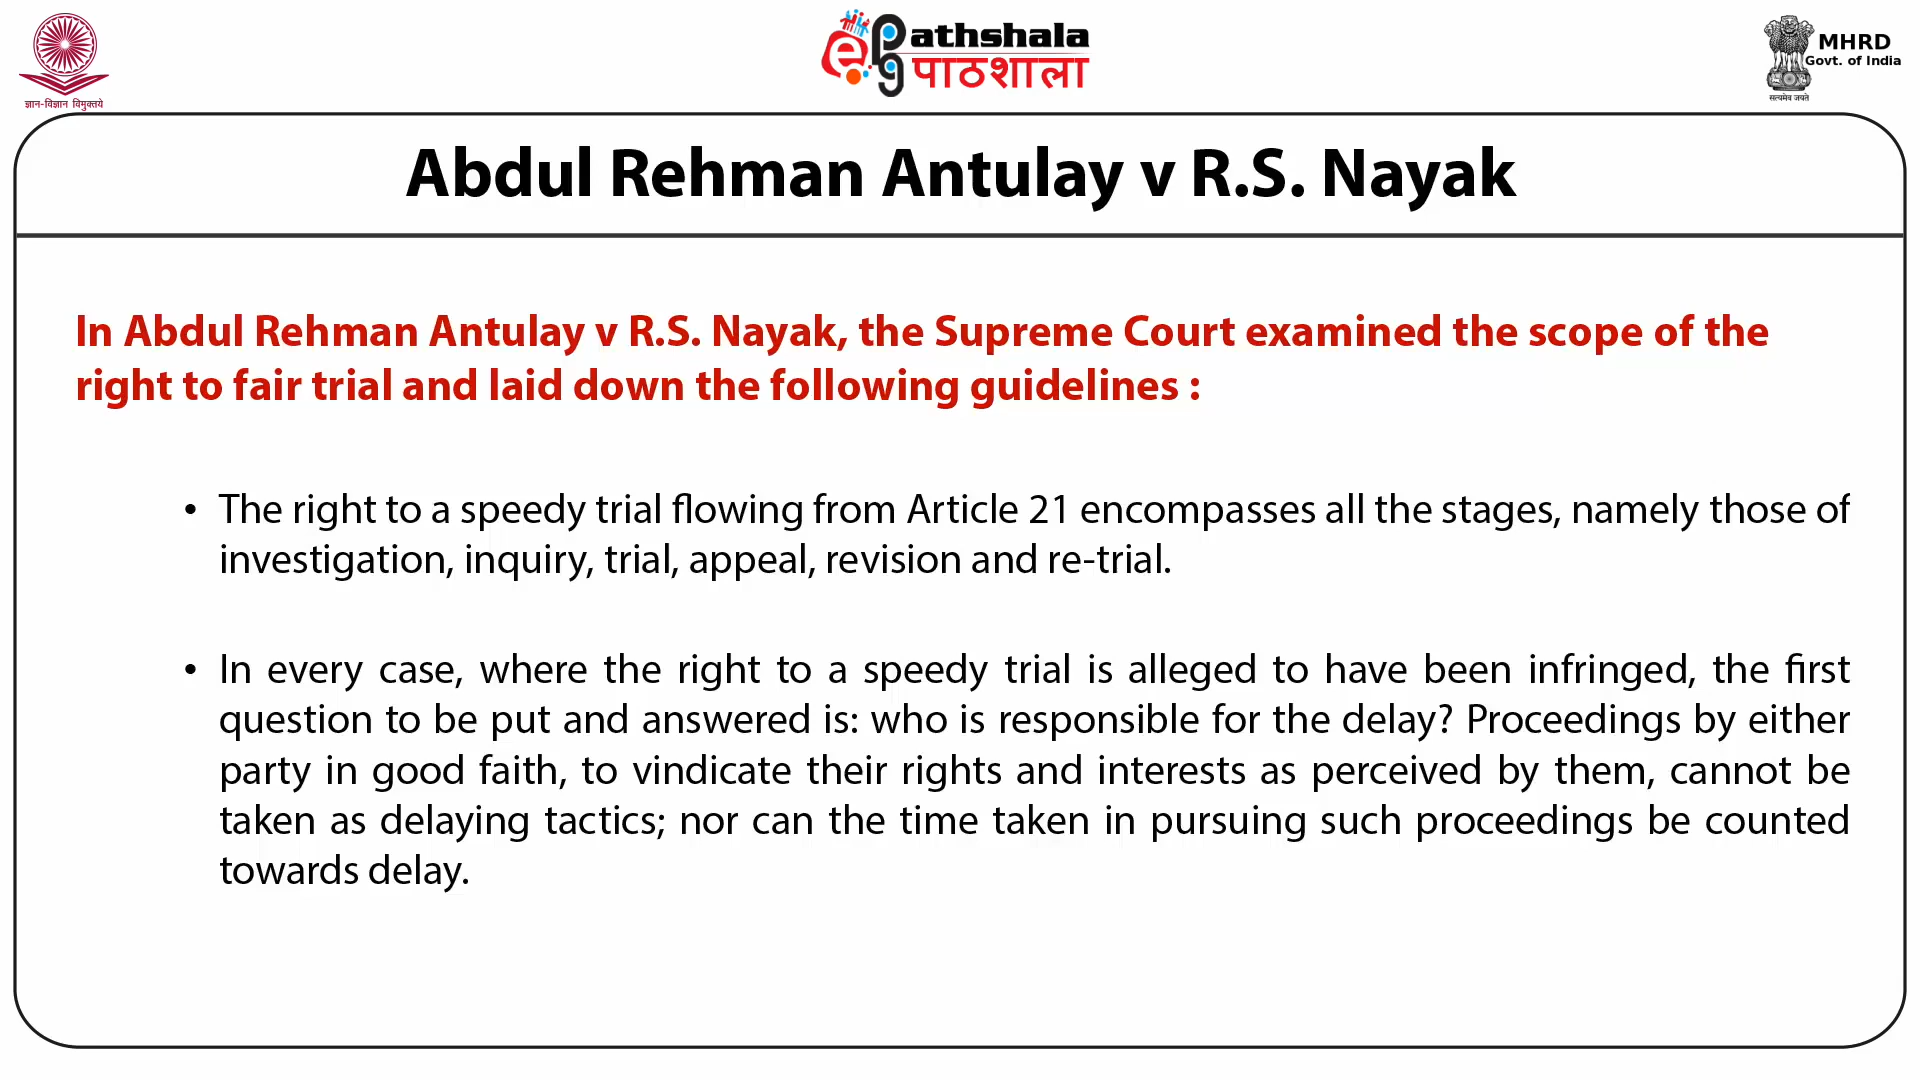 ज्ञान-विज्ञान विमुक्तये
ePG
athshala
पाठशाला
MHRD
Govt. of India
सत्यमेव जयते
Abdul Rehman Antulay v R.S. Nayak
In Abdul Rehman Antulay v R.S. Nayak, the Supreme Court examined the scope of the
right to fair trial and laid down the following guidelines :
• The right to a speedy trial flowing from Article 21 encompasses all the stages, namely those of
investigation, inquiry, trial, appeal, revision and re-trial.
• In every case, where the right to a speedy trial is alleged to have been infringed, the first
question to be put and answered is: who is responsible for the delay? Proceedings by either
party in good faith, to vindicate their rights and interests as perceived by them, cannot be
taken as delaying tactics; nor can the time taken in pursuing such proceedings be counted
towards delay.